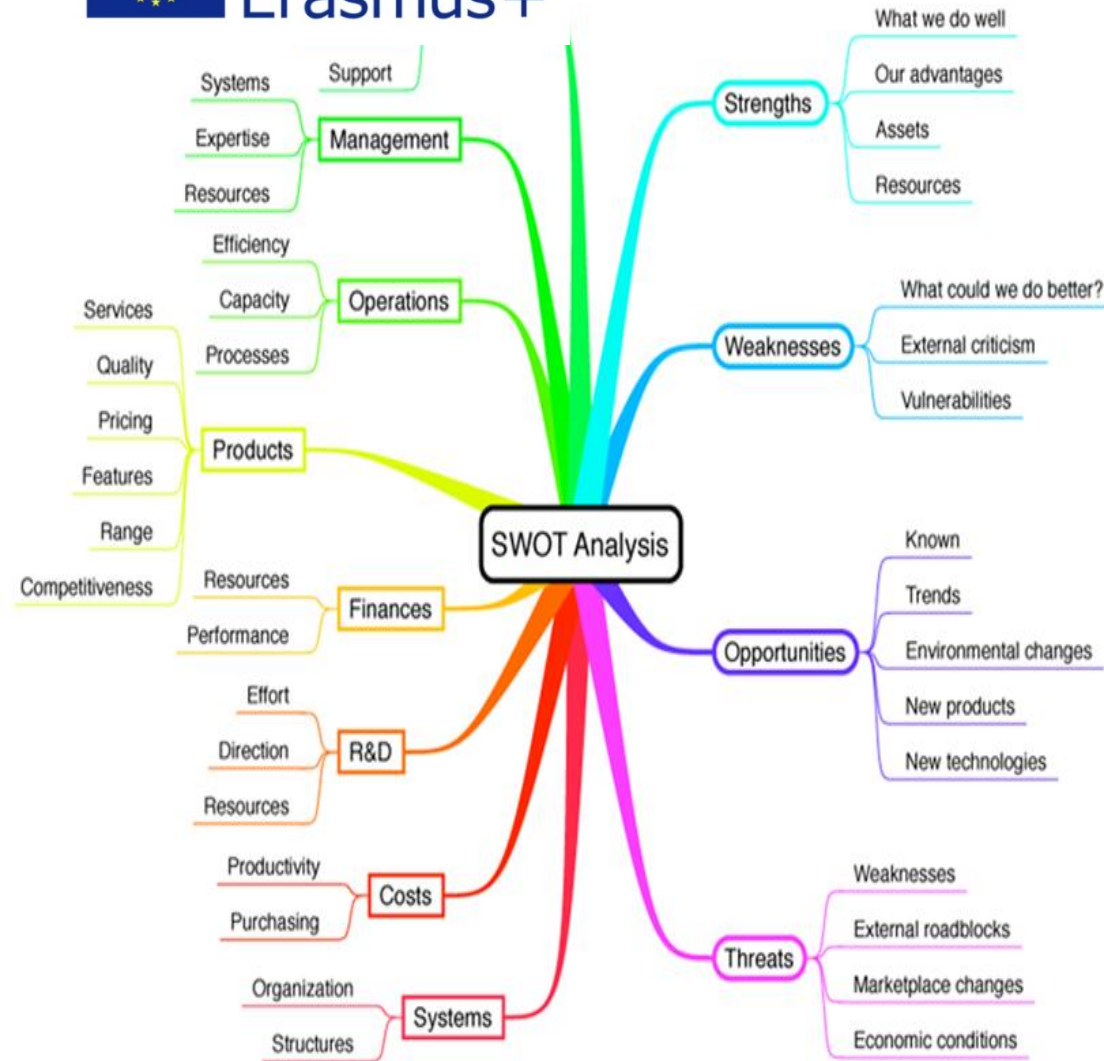 Erasmus+
Support
Systems
Expertise
Resources
Management
Efficiency
Capacity
Processes
Operations
Services
Quality
Pricing
Features
Range
Competitiveness
Products
Resources
Performance
Finances
Effort
Direction
Resources
R&D
Productivity
Purchasing
Costs
Organization
Structures
Systems
SWOT Analysis
Strengths
What we do well
Our advantages
Assets
Resources
Weaknesses
What could we do better?
External criticism
Vulnerabilities
Opportunities
Known
Trends
Environmental changes
New products
New technologies
Threats
Weaknesses
External roadblocks
Marketplace changes
Economic conditions